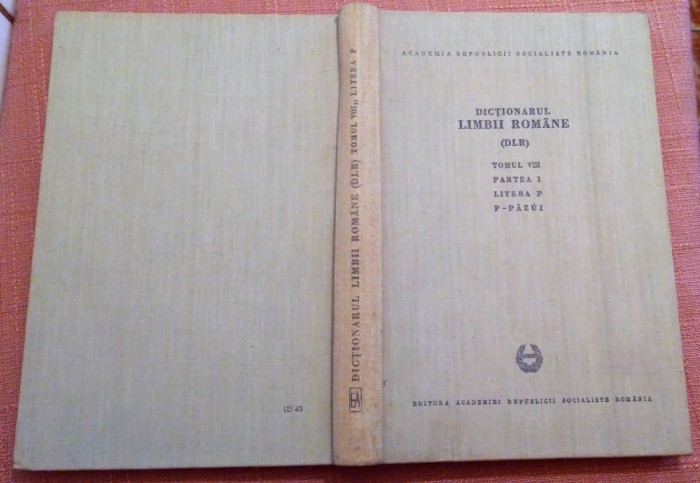 LEI 45
DICȚIONARUL LIMBII ROMÂNE (DLR) TOMUL VIII, LITERA P
EA
ACADEMIA REPUBLICII SOCIALISTE ROMÂNIA
DICȚIONARUL
LIMBII ROMÂNE
(DLR)
TOMUL VIII
PARTEA 1
LITERA P
P-PĂZÚI
EDITURA ACADEMIEI REPUBLICII SOCIALISTE ROMÂNIA